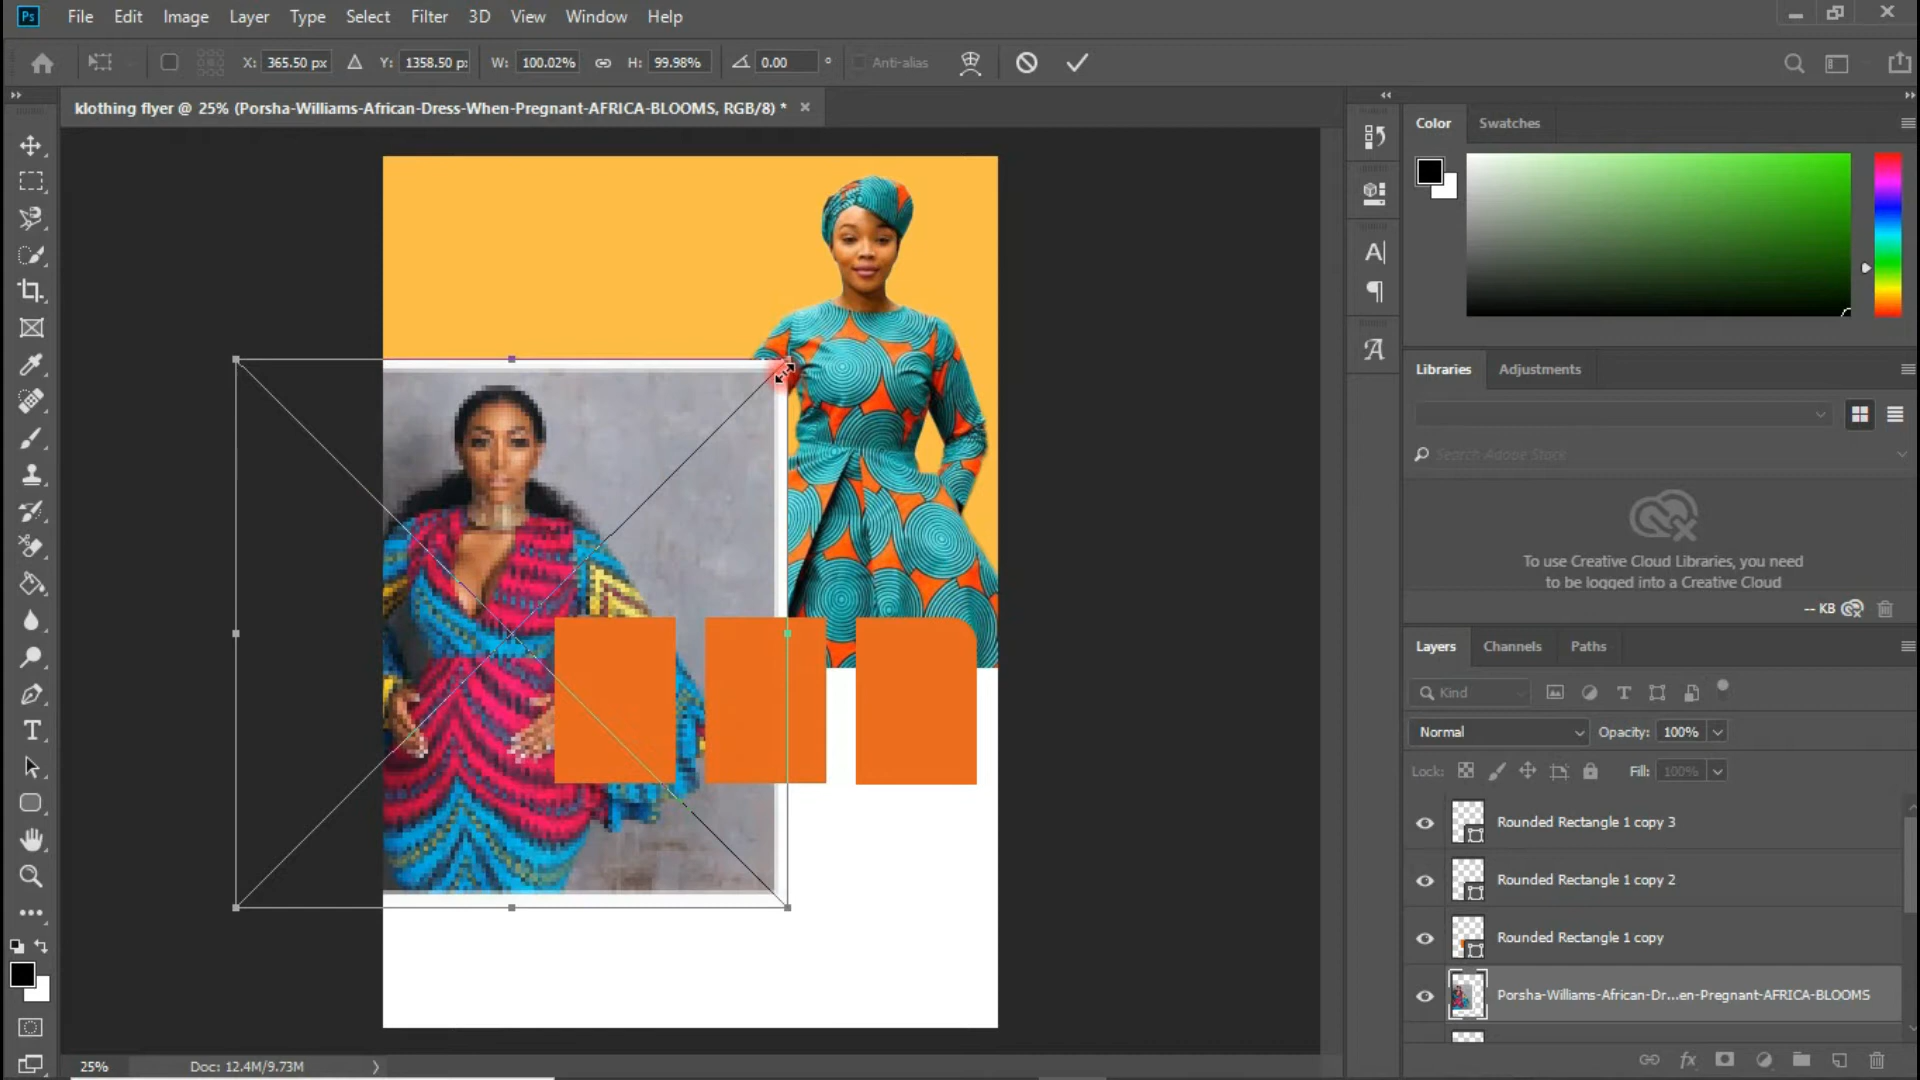 Ps File Edit Image Layer Type Select Filter 3D View Window Help
X: 365.50 px Y: 1358.50 p: W: 100.02% H: 99.98% 0.00 ° Anti-alias
klothing flyer @ 25% (Porsha-Williams-African-Dress-When-Pregnant-AFRICA-BLOOMS, RGB/8) * ×
Color Swatches
Libraries Adjustments
Search Adobe Stock
To use Creative Cloud Libraries, you need
to be logged into a Creative Cloud
-- KB
Layers Channels Paths
Kind
Normal Opacity: 100%
Lock: Fill: 100%
Rounded Rectangle 1 copy 3
Rounded Rectangle 1 copy 2
Rounded Rectangle 1 copy
Porsha-Williams-African-Dr...en-Pregnant-AFRICA-BLOOMS
fx
25% Doc: 12.4M/9.73M